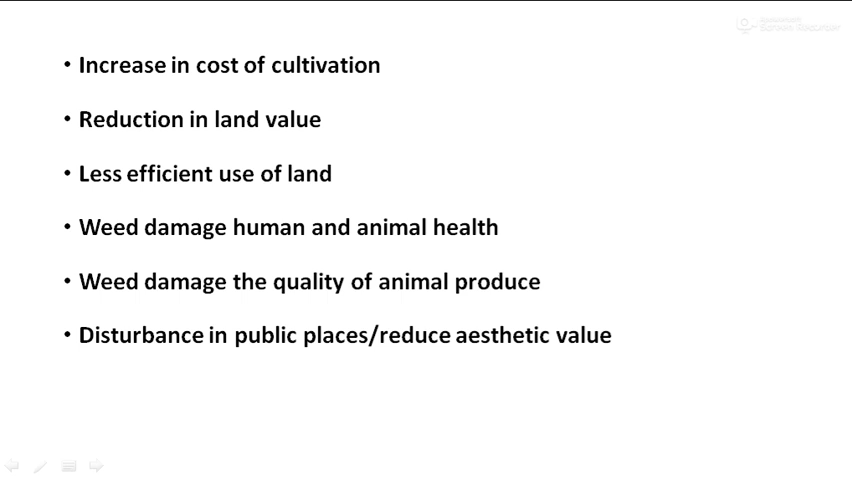 • Increase in cost of cultivation
• Reduction in land value
• Less efficient use of land
• Weed damage human and animal health
• Weed damage the quality of animal produce
• Disturbance in public places/reduce aesthetic value